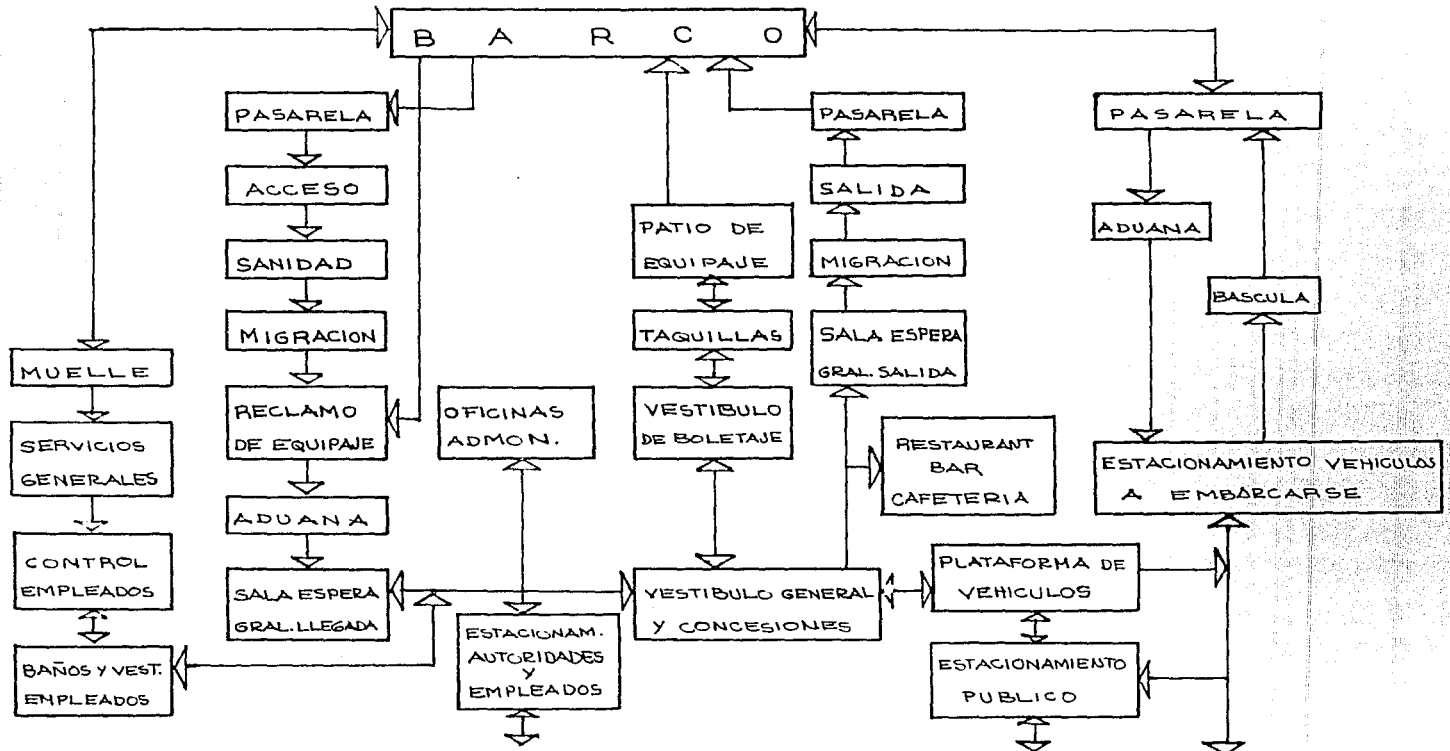 BARCO
PASARELA
ACCESO
SANIDAD
MIGRACION
RECLAMO
DE EQUIPAJE
ADUANA
SALA ESPERA
GRAL. LLEGADA
MUELLE
SERVICIOS
GENERALES
CONTROL
EMPLEADOS
BAÑOS Y VEST.
EMPLEADOS
OFICINAS
ADMON.
ESTACIONAM.
AUTORIDADES
Y
EMPLEADOS
PATIO DE
EQUIPAJE
TAQUILLAS
VESTIBULO
DE BOLETAJE
VESTIBULO GENERAL
Y CONCESIONES
PASARELA
SALIDA
MIGRACION
SALA ESPERA
GRAL. SALIDA
RESTAURANT
BAR
CAFETERIA
PASARELA
ADUANA
BASCULA
ESTACIONAMIENTO VEHICULOS
A EMBARCARSE
PLATAFORMA DE
VEHICULOS
ESTACIONAMIENTO
PUBLICO